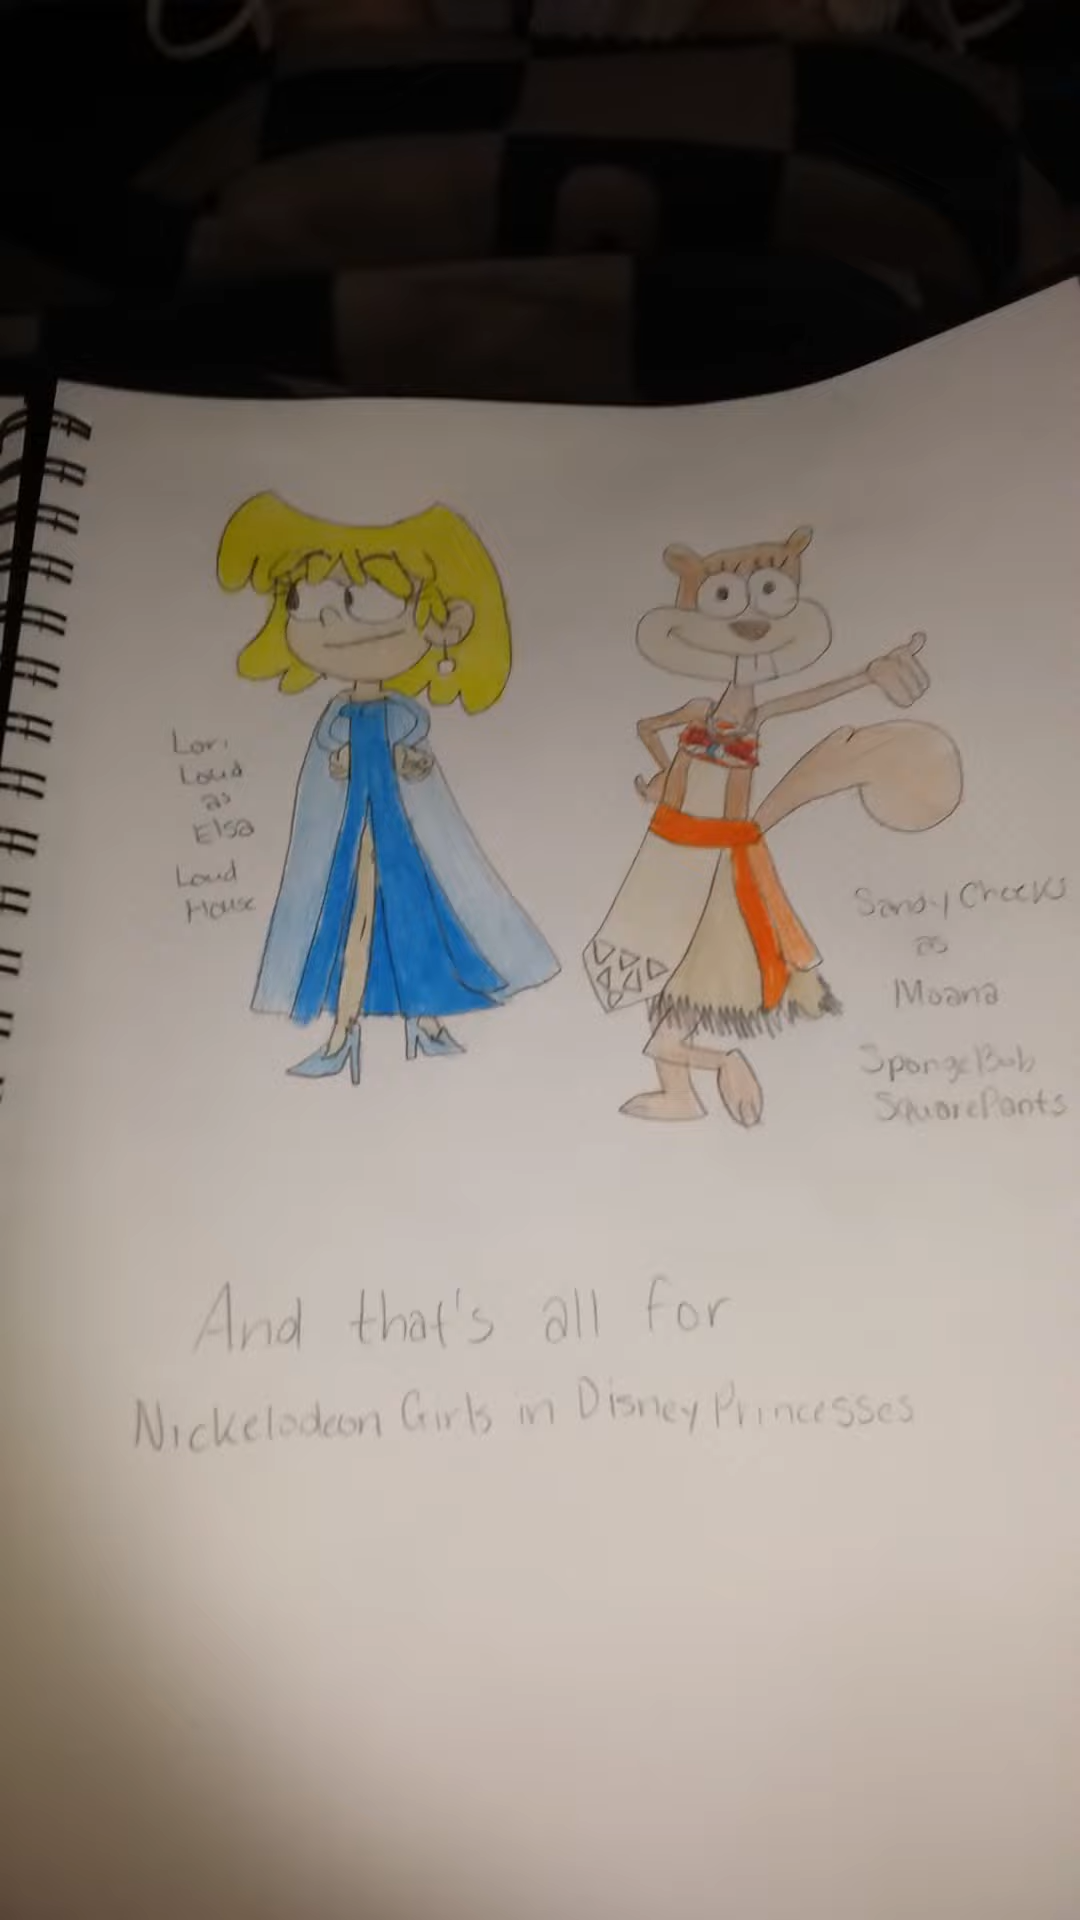 Lori
Loud
as
Elsa
Loud
House
Sandy Cheeks
as
Moana
SpongeBob
SquarePants
And that's all for
Nickelodeon Girls in Disney Princesses